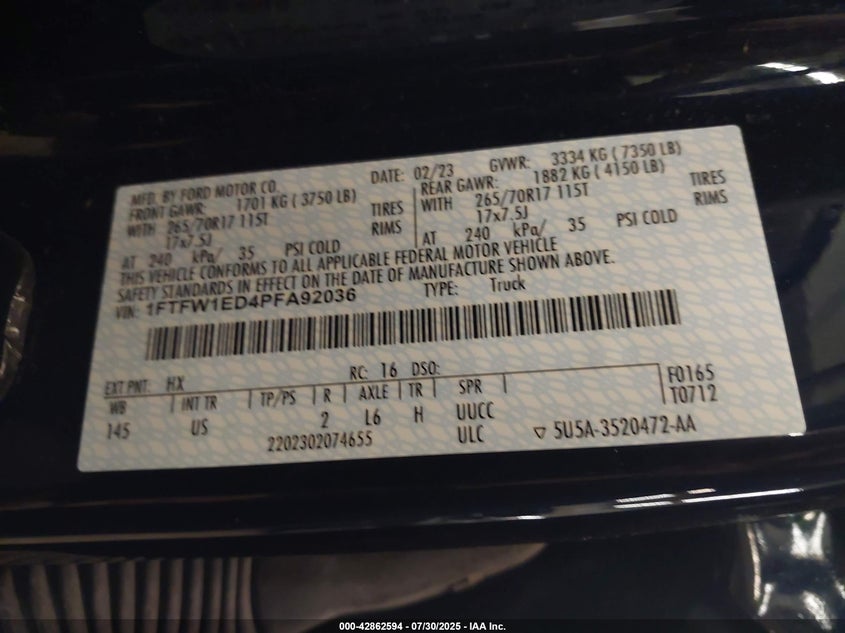 MFD. BY FORD MOTOR CO. DATE: 02/23 GVWR: 3334 KG ( 7350 LB)
FRONT GAWR: 1701 KG ( 3750 LB) REAR GAWR: 1882 KG ( 4150 LB)
WITH 265/70R17 115T TIRES WITH 265/70R17 115T TIRES
17x7.5J RIMS 17x7.5J RIMS
AT 240 kPa/ 35 PSI COLD AT 240 kPa/ 35 PSI COLD
THIS VEHICLE CONFORMS TO ALL APPLICABLE FEDERAL MOTOR VEHICLE
SAFETY STANDARDS IN EFFECT ON THE DATE OF MANUFACTURE SHOWN ABOVE.
VIN: 1FTFW1ED4PFA92036 TYPE: Truck
EXT PNT: HX RC: 16 DSO:
WB INT TR TP/PS R AXLE TR SPR F0165
145 US 2 L6 H UUCC T0712
2202302074655 ULC ▽ 5U5A-3520472-AA
000-42862594 - 07/30/2025 - IAA Inc.